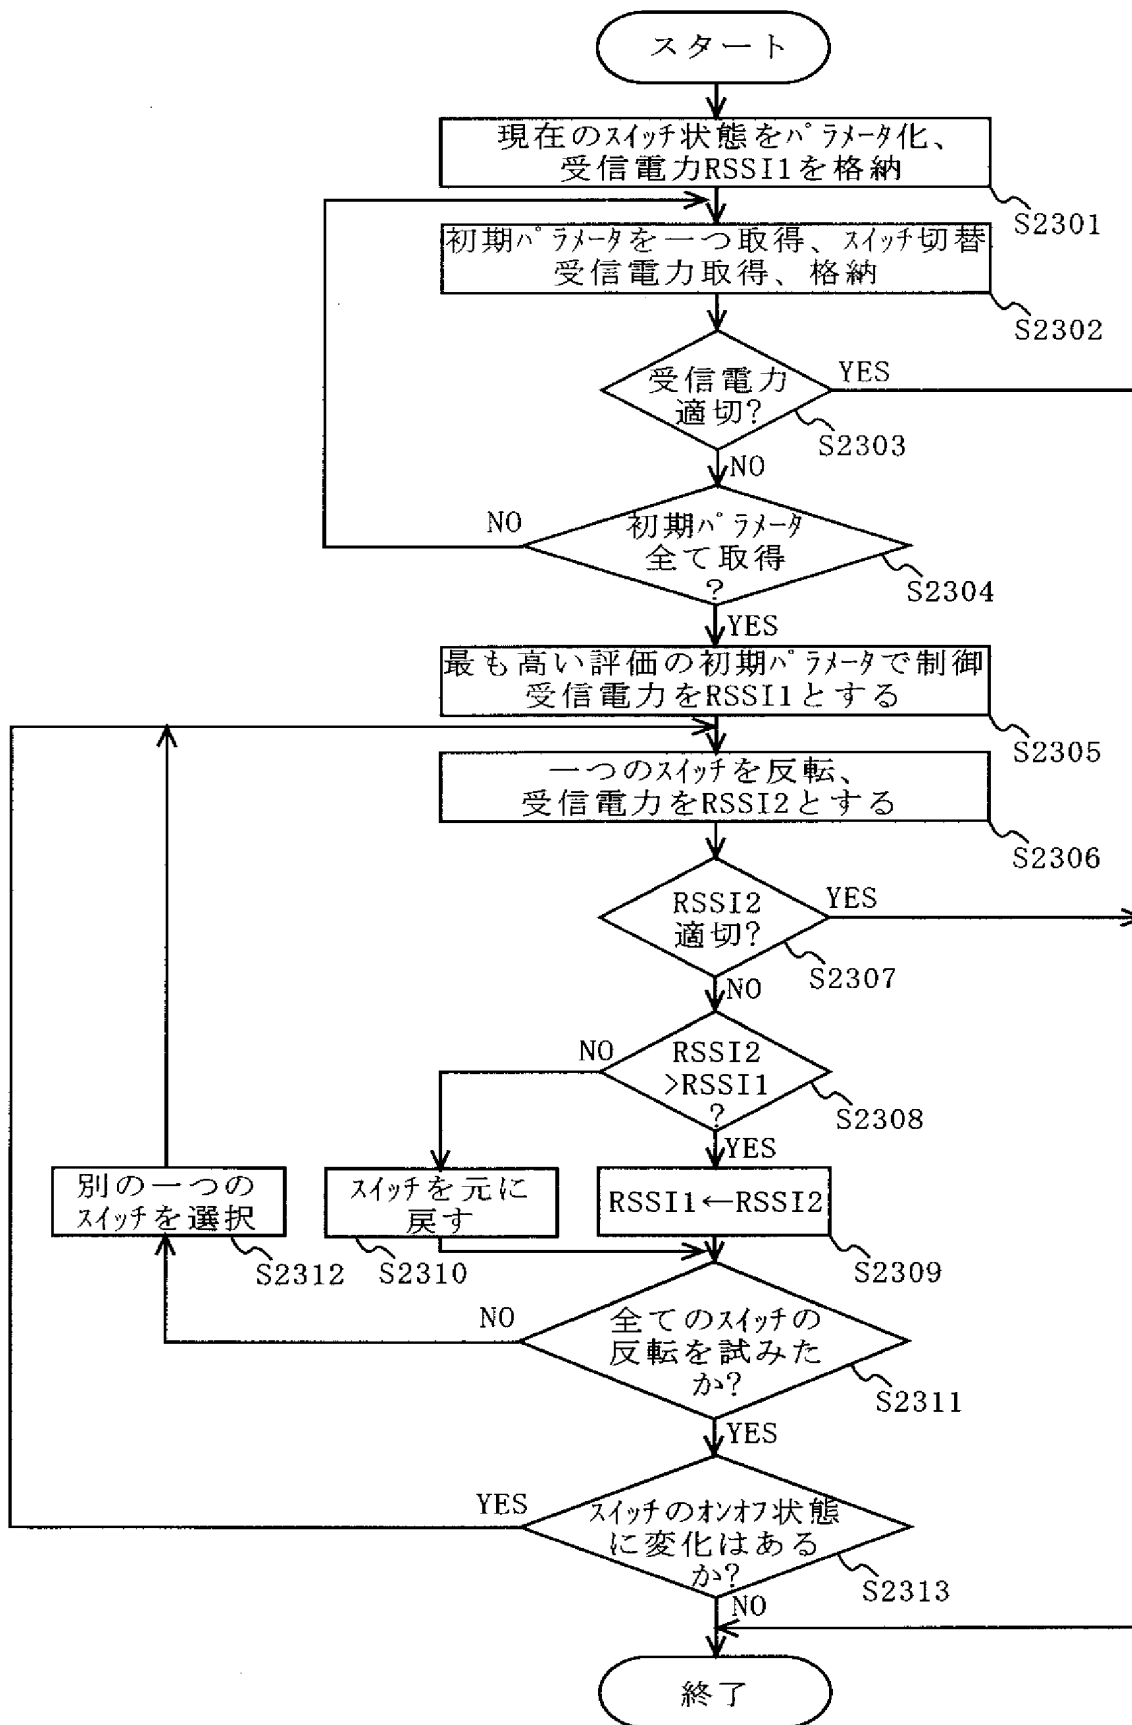 スタート
現在のスイッチ状態をパラメータ化、
受信電力RSSI1を格納
S2301
初期パラメータを一つ取得、スイッチ切替
受信電力取得、格納
S2302
受信電力
適切?
YES
S2303
NO
初期パラメータ
全て取得
?
NO
S2304
YES
最も高い評価の初期パラメータで制御
受信電力をRSSI1とする
S2305
一つのスイッチを反転、
受信電力をRSSI2とする
S2306
RSSI2
適切?
YES
S2307
NO
RSSI2
>RSSI1
?
NO
S2308
YES
別の一つの
スイッチを選択
S2312
スイッチを元に
戻す
S2310
RSSI1←RSSI2
S2309
全てのスイッチの
反転を試みた
か?
NO
S2311
YES
スイッチのオンオフ状態
に変化はある
か?
YES
S2313
NO
終了